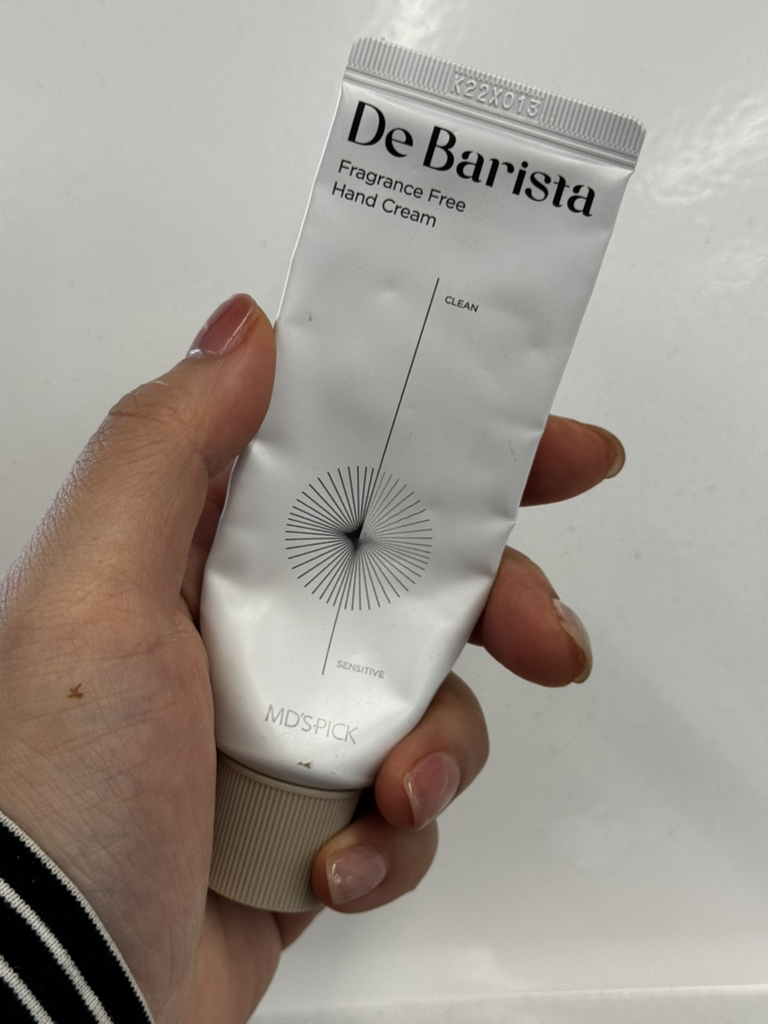 K22X013
De Barista
Fragrance Free
Hand Cream
CLEAN
SENSITIVE
MD'S·PICK